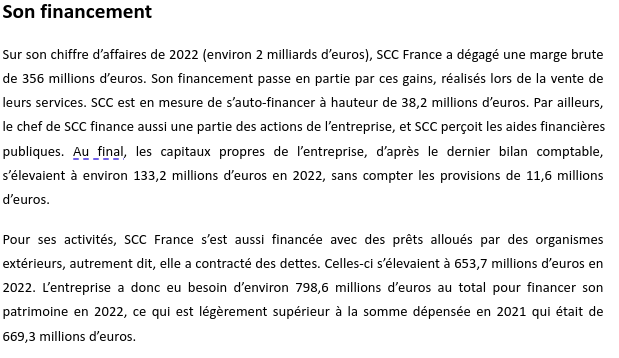 Son financement
Sur son chiffre d’affaires de 2022 (environ 2 milliards d’euros), SCC France a dégagé une marge brute
de 356 millions d’euros. Son financement passe en partie par ces gains, réalisés lors de la vente de
leurs services. SCC est en mesure de s’auto-financer à hauteur de 38,2 millions d’euros. Par ailleurs,
le chef de SCC finance aussi une partie des actions de l’entreprise, et SCC perçoit les aides financières
publiques. Au final, les capitaux propres de l’entreprise, d’après le dernier bilan comptable,
s’élevaient à environ 133,2 millions d’euros en 2022, sans compter les provisions de 11,6 millions
d’euros.
Pour ses activités, SCC France s’est aussi financée avec des prêts alloués par des organismes
extérieurs, autrement dit, elle a contracté des dettes. Celles-ci s’élevaient à 653,7 millions d’euros en
2022. L’entreprise a donc eu besoin d’environ 798,6 millions d’euros au total pour financer son
patrimoine en 2022, ce qui est légèrement supérieur à la somme dépensée en 2021 qui était de
669,3 millions d’euros.